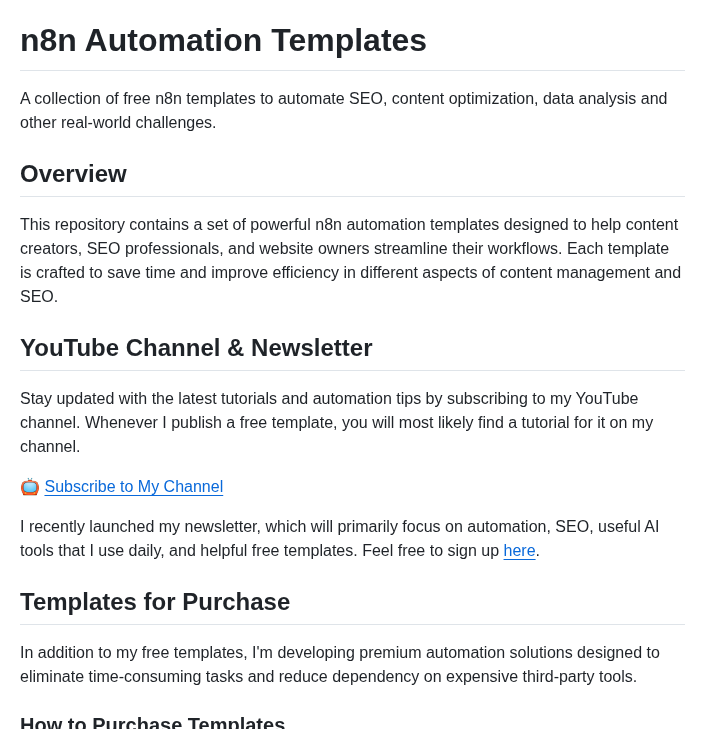 n8n Automation Templates
A collection of free n8n templates to automate SEO, content optimization, data analysis and
other real-world challenges.
Overview
This repository contains a set of powerful n8n automation templates designed to help content
creators, SEO professionals, and website owners streamline their workflows. Each template
is crafted to save time and improve efficiency in different aspects of content management and
SEO.
YouTube Channel & Newsletter
Stay updated with the latest tutorials and automation tips by subscribing to my YouTube
channel. Whenever I publish a free template, you will most likely find a tutorial for it on my
channel.
Subscribe to My Channel
I recently launched my newsletter, which will primarily focus on automation, SEO, useful AI
tools that I use daily, and helpful free templates. Feel free to sign up here.
Templates for Purchase
In addition to my free templates, I'm developing premium automation solutions designed to
eliminate time-consuming tasks and reduce dependency on expensive third-party tools.
How to Purchase Templates